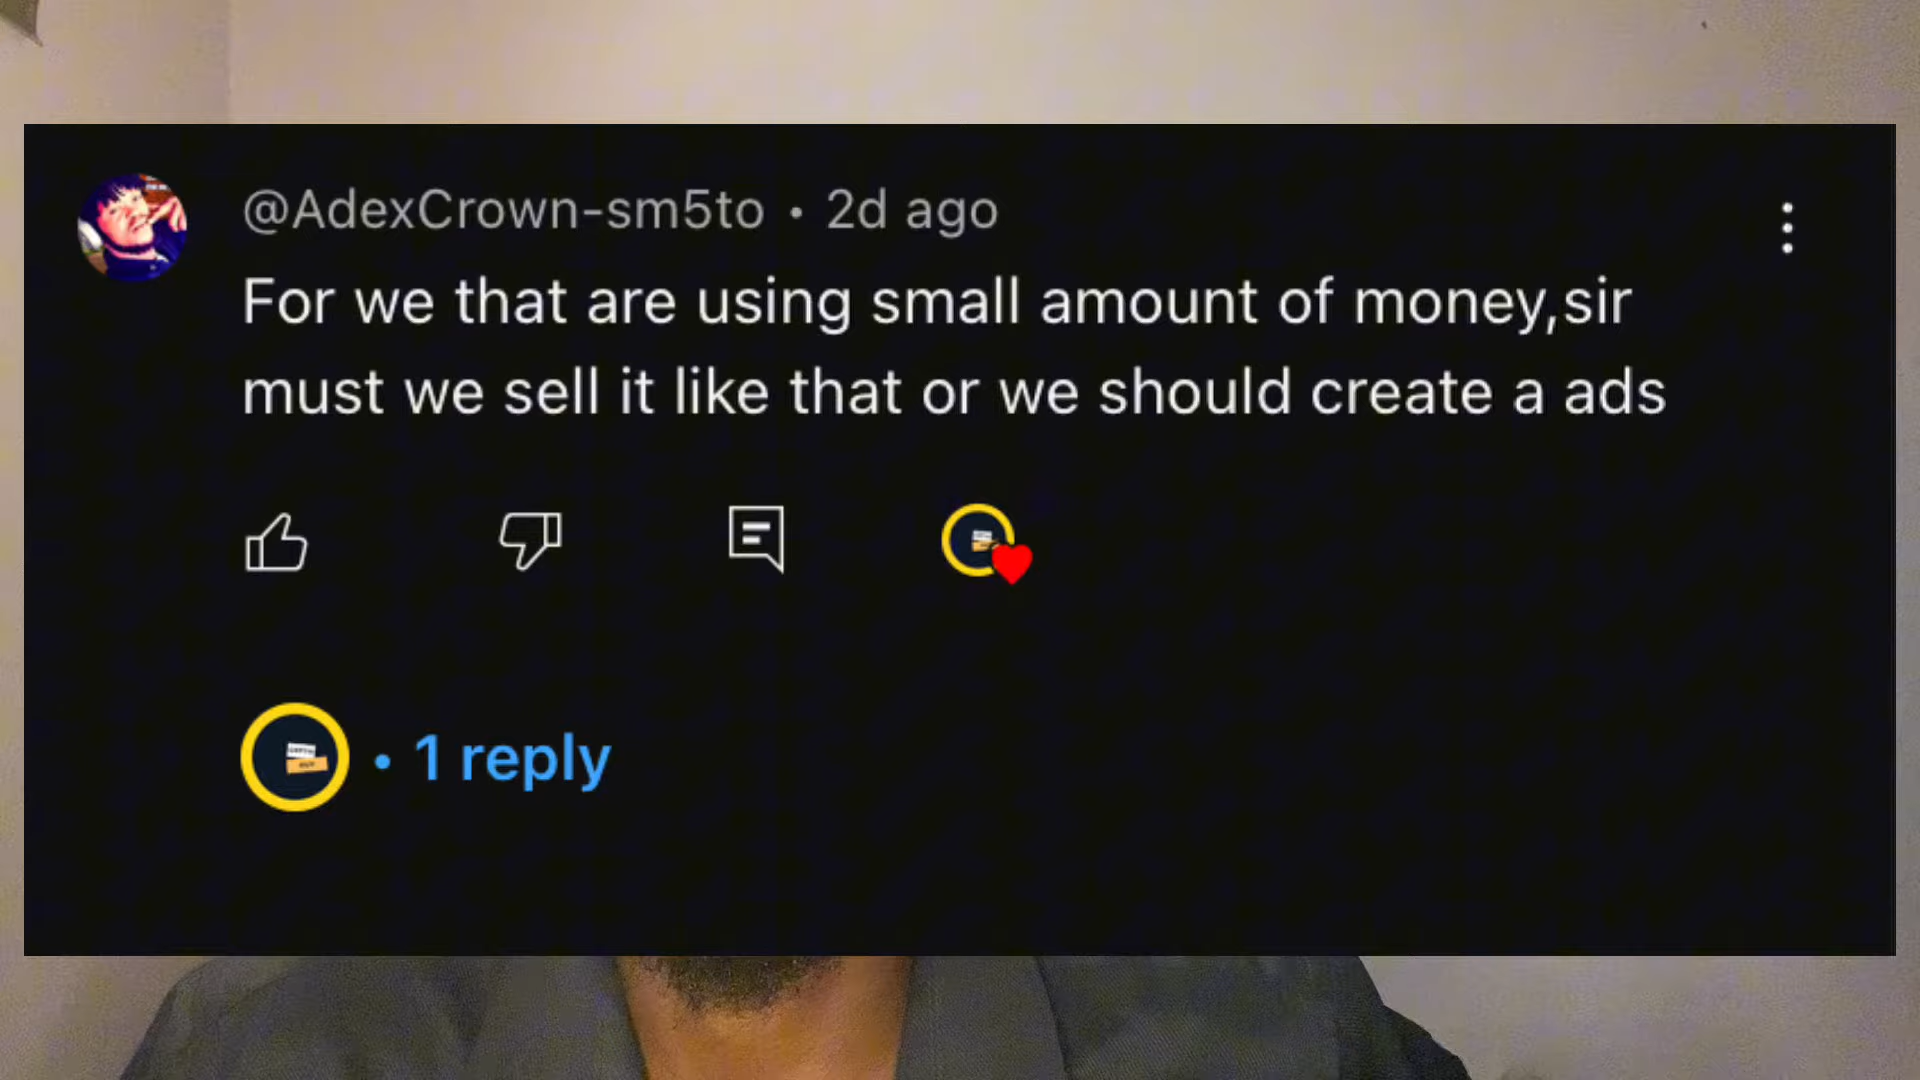 @AdexCrown-sm5to • 2d ago
For we that are using small amount of money,sir
must we sell it like that or we should create a ads
• 1 reply